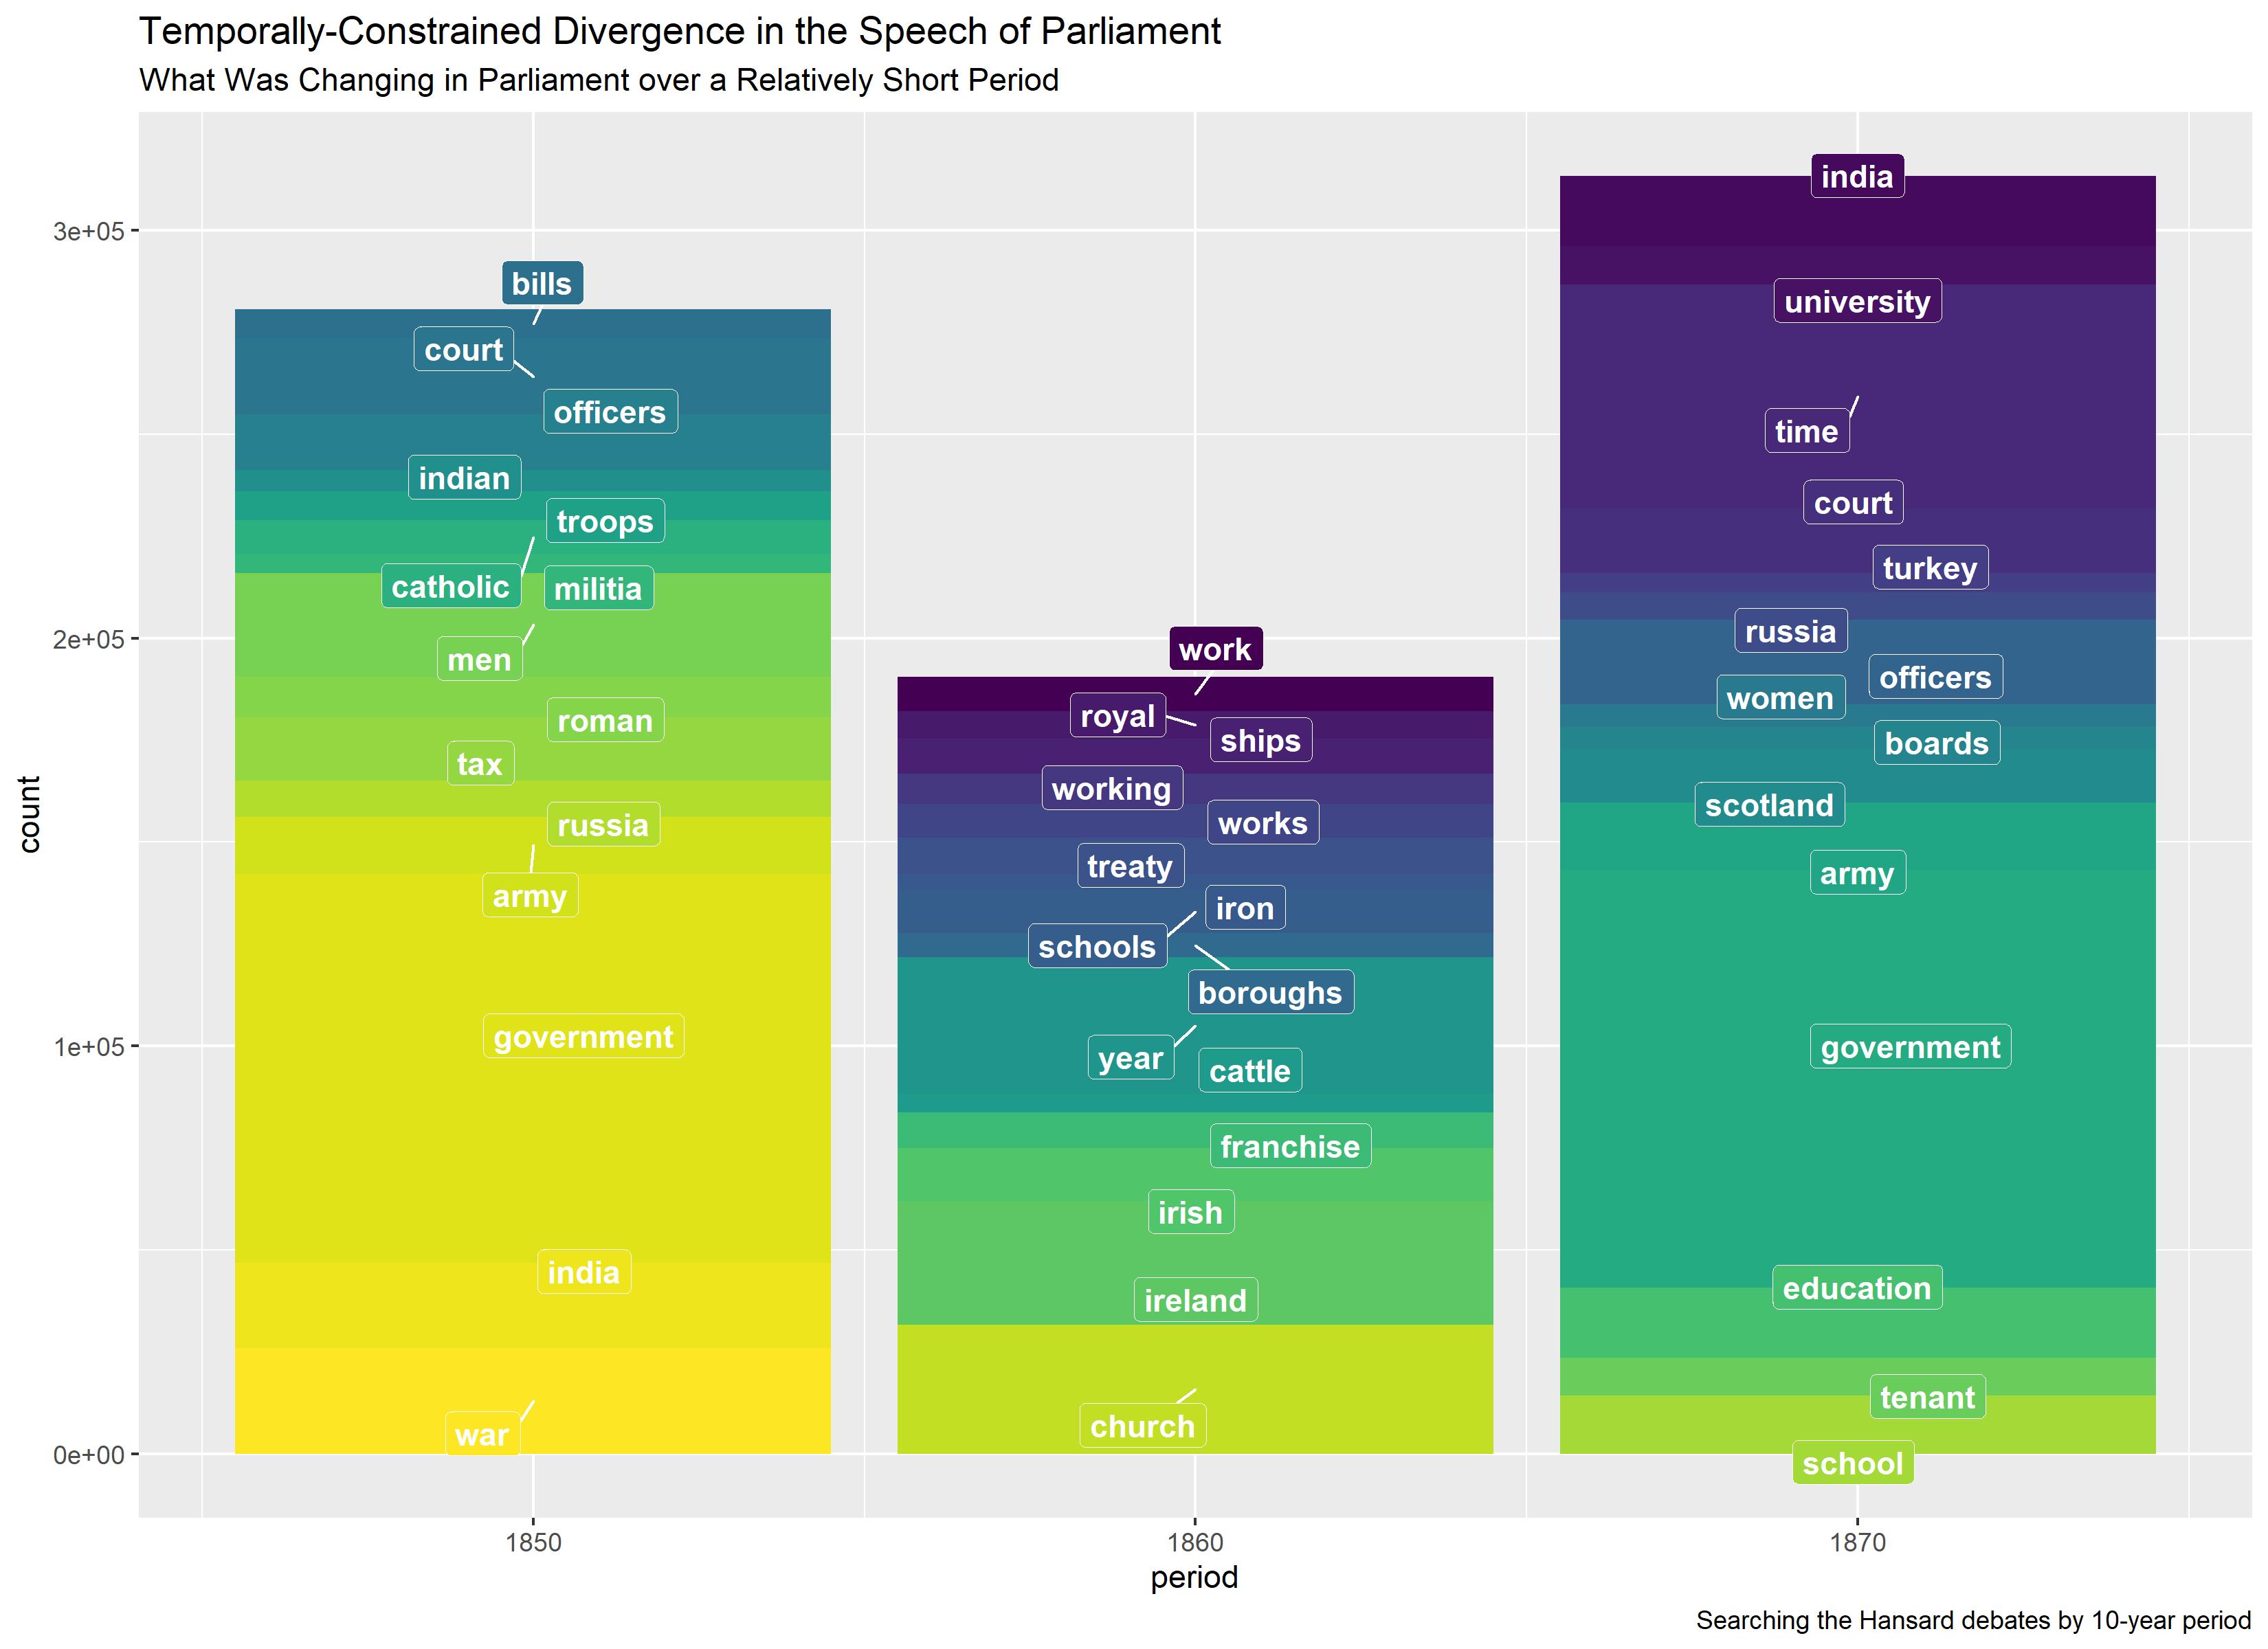 Temporally-Constrained Divergence in the Speech of Parliament
What Was Changing in Parliament over a Relatively Short Period
count
3e+05
2e+05
1e+05
0e+00
bills
court
officers
indian
troops
catholic
militia
men
roman
tax
russia
army
government
india
war
work
royal
ships
working
works
treaty
iron
schools
boroughs
year
cattle
franchise
irish
ireland
church
india
university
time
court
turkey
russia
officers
women
boards
scotland
army
government
education
tenant
school
1850
1860
1870
period
Searching the Hansard debates by 10-year period